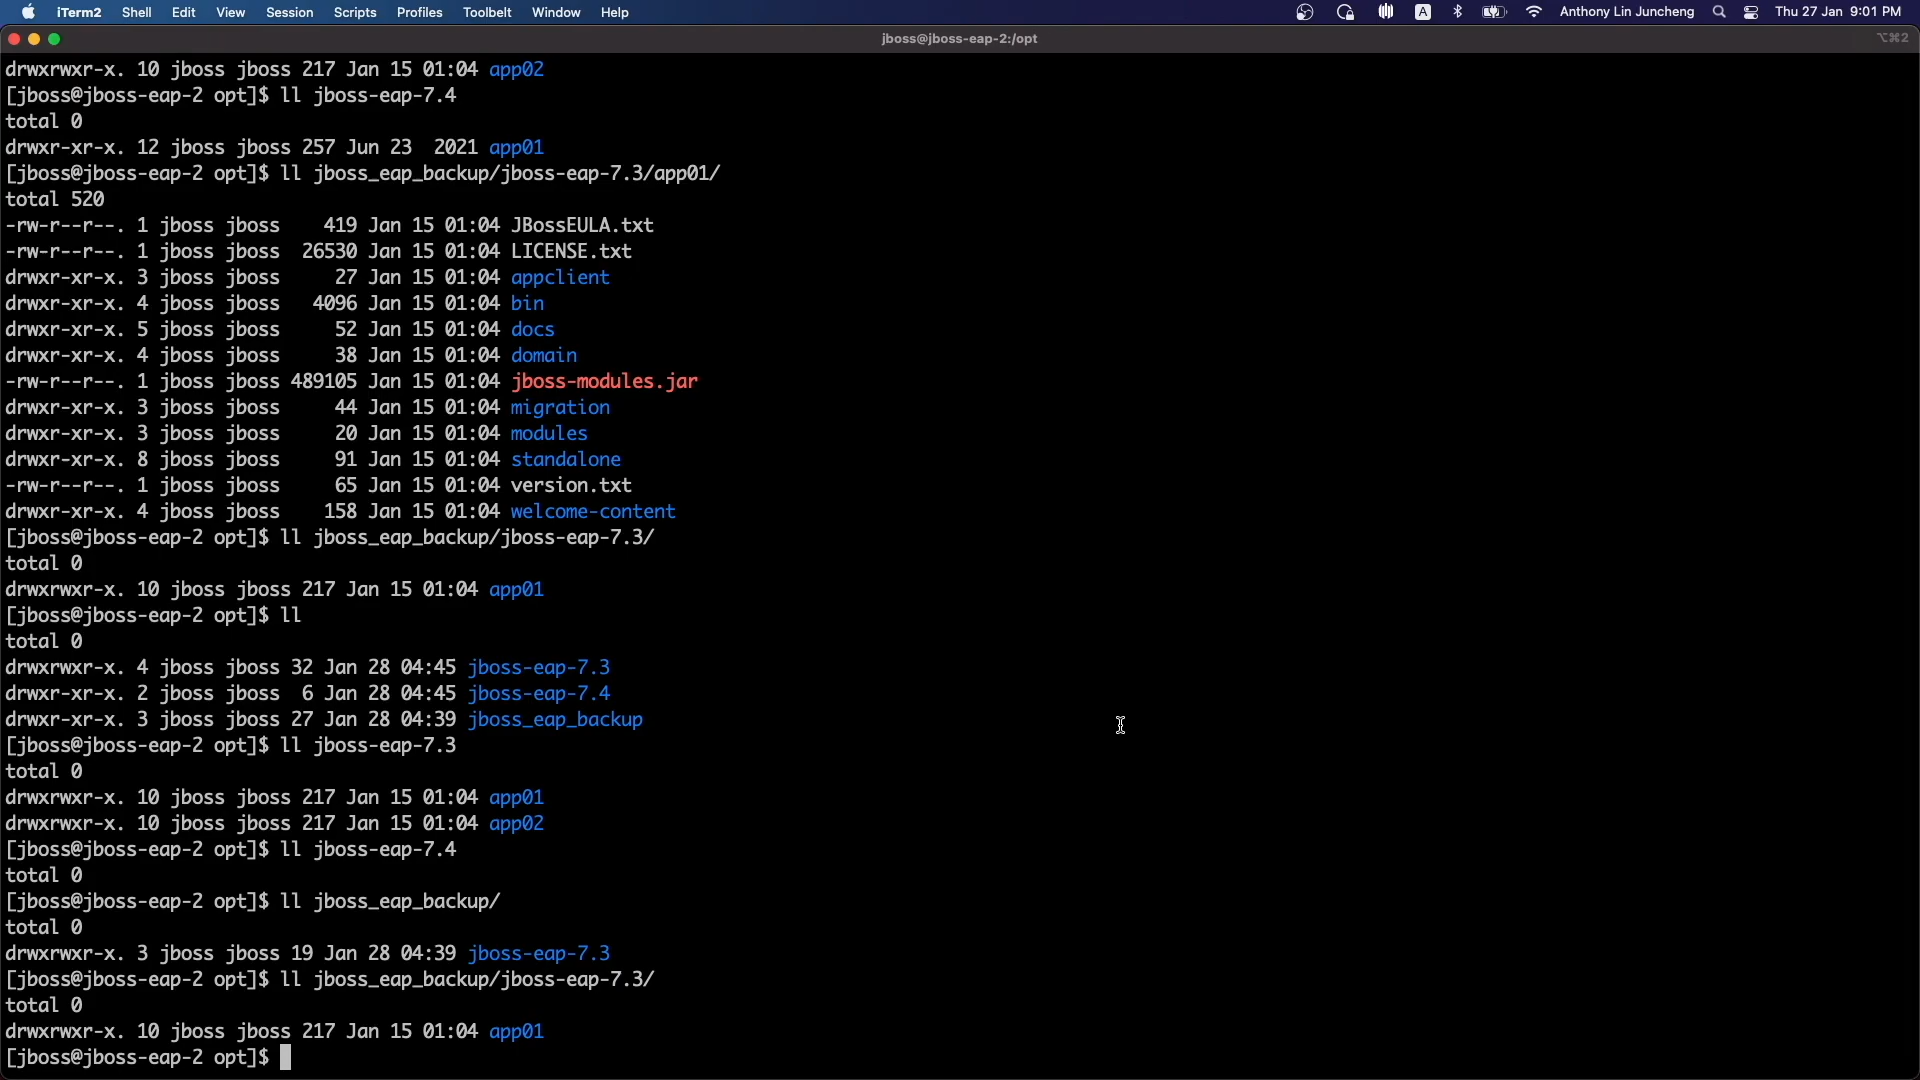 iTerm2 Shell Edit View Session Scripts Profiles Toolbelt Window Help A Anthony Lin Juncheng Thu 27 Jan 9:01 PM
jboss@jboss-eap-2:/opt ⌥⌘2
drwxrwxr-x. 10 jboss jboss 217 Jan 15 01:04 app02
[jboss@jboss-eap-2 opt]$ ll jboss-eap-7.4
total 0
drwxr-xr-x. 12 jboss jboss 257 Jun 23  2021 app01
[jboss@jboss-eap-2 opt]$ ll jboss_eap_backup/jboss-eap-7.3/app01/
total 520
-rw-r--r--. 1 jboss jboss    419 Jan 15 01:04 JBossEULA.txt
-rw-r--r--. 1 jboss jboss  26530 Jan 15 01:04 LICENSE.txt
drwxr-xr-x. 3 jboss jboss     27 Jan 15 01:04 appclient
drwxr-xr-x. 4 jboss jboss   4096 Jan 15 01:04 bin
drwxr-xr-x. 5 jboss jboss     52 Jan 15 01:04 docs
drwxr-xr-x. 4 jboss jboss     38 Jan 15 01:04 domain
-rw-r--r--. 1 jboss jboss 489105 Jan 15 01:04 jboss-modules.jar
drwxr-xr-x. 3 jboss jboss     44 Jan 15 01:04 migration
drwxr-xr-x. 3 jboss jboss     20 Jan 15 01:04 modules
drwxr-xr-x. 8 jboss jboss     91 Jan 15 01:04 standalone
-rw-r--r--. 1 jboss jboss     65 Jan 15 01:04 version.txt
drwxr-xr-x. 4 jboss jboss    158 Jan 15 01:04 welcome-content
[jboss@jboss-eap-2 opt]$ ll jboss_eap_backup/jboss-eap-7.3/
total 0
drwxrwxr-x. 10 jboss jboss 217 Jan 15 01:04 app01
[jboss@jboss-eap-2 opt]$ ll
total 0
drwxrwxr-x. 4 jboss jboss 32 Jan 28 04:45 jboss-eap-7.3
drwxr-xr-x. 2 jboss jboss  6 Jan 28 04:45 jboss-eap-7.4
drwxr-xr-x. 3 jboss jboss 27 Jan 28 04:39 jboss_eap_backup
[jboss@jboss-eap-2 opt]$ ll jboss-eap-7.3
total 0
drwxrwxr-x. 10 jboss jboss 217 Jan 15 01:04 app01
drwxrwxr-x. 10 jboss jboss 217 Jan 15 01:04 app02
[jboss@jboss-eap-2 opt]$ ll jboss-eap-7.4
total 0
[jboss@jboss-eap-2 opt]$ ll jboss_eap_backup/
total 0
drwxrwxr-x. 3 jboss jboss 19 Jan 28 04:39 jboss-eap-7.3
[jboss@jboss-eap-2 opt]$ ll jboss_eap_backup/jboss-eap-7.3/
total 0
drwxrwxr-x. 10 jboss jboss 217 Jan 15 01:04 app01
[jboss@jboss-eap-2 opt]$